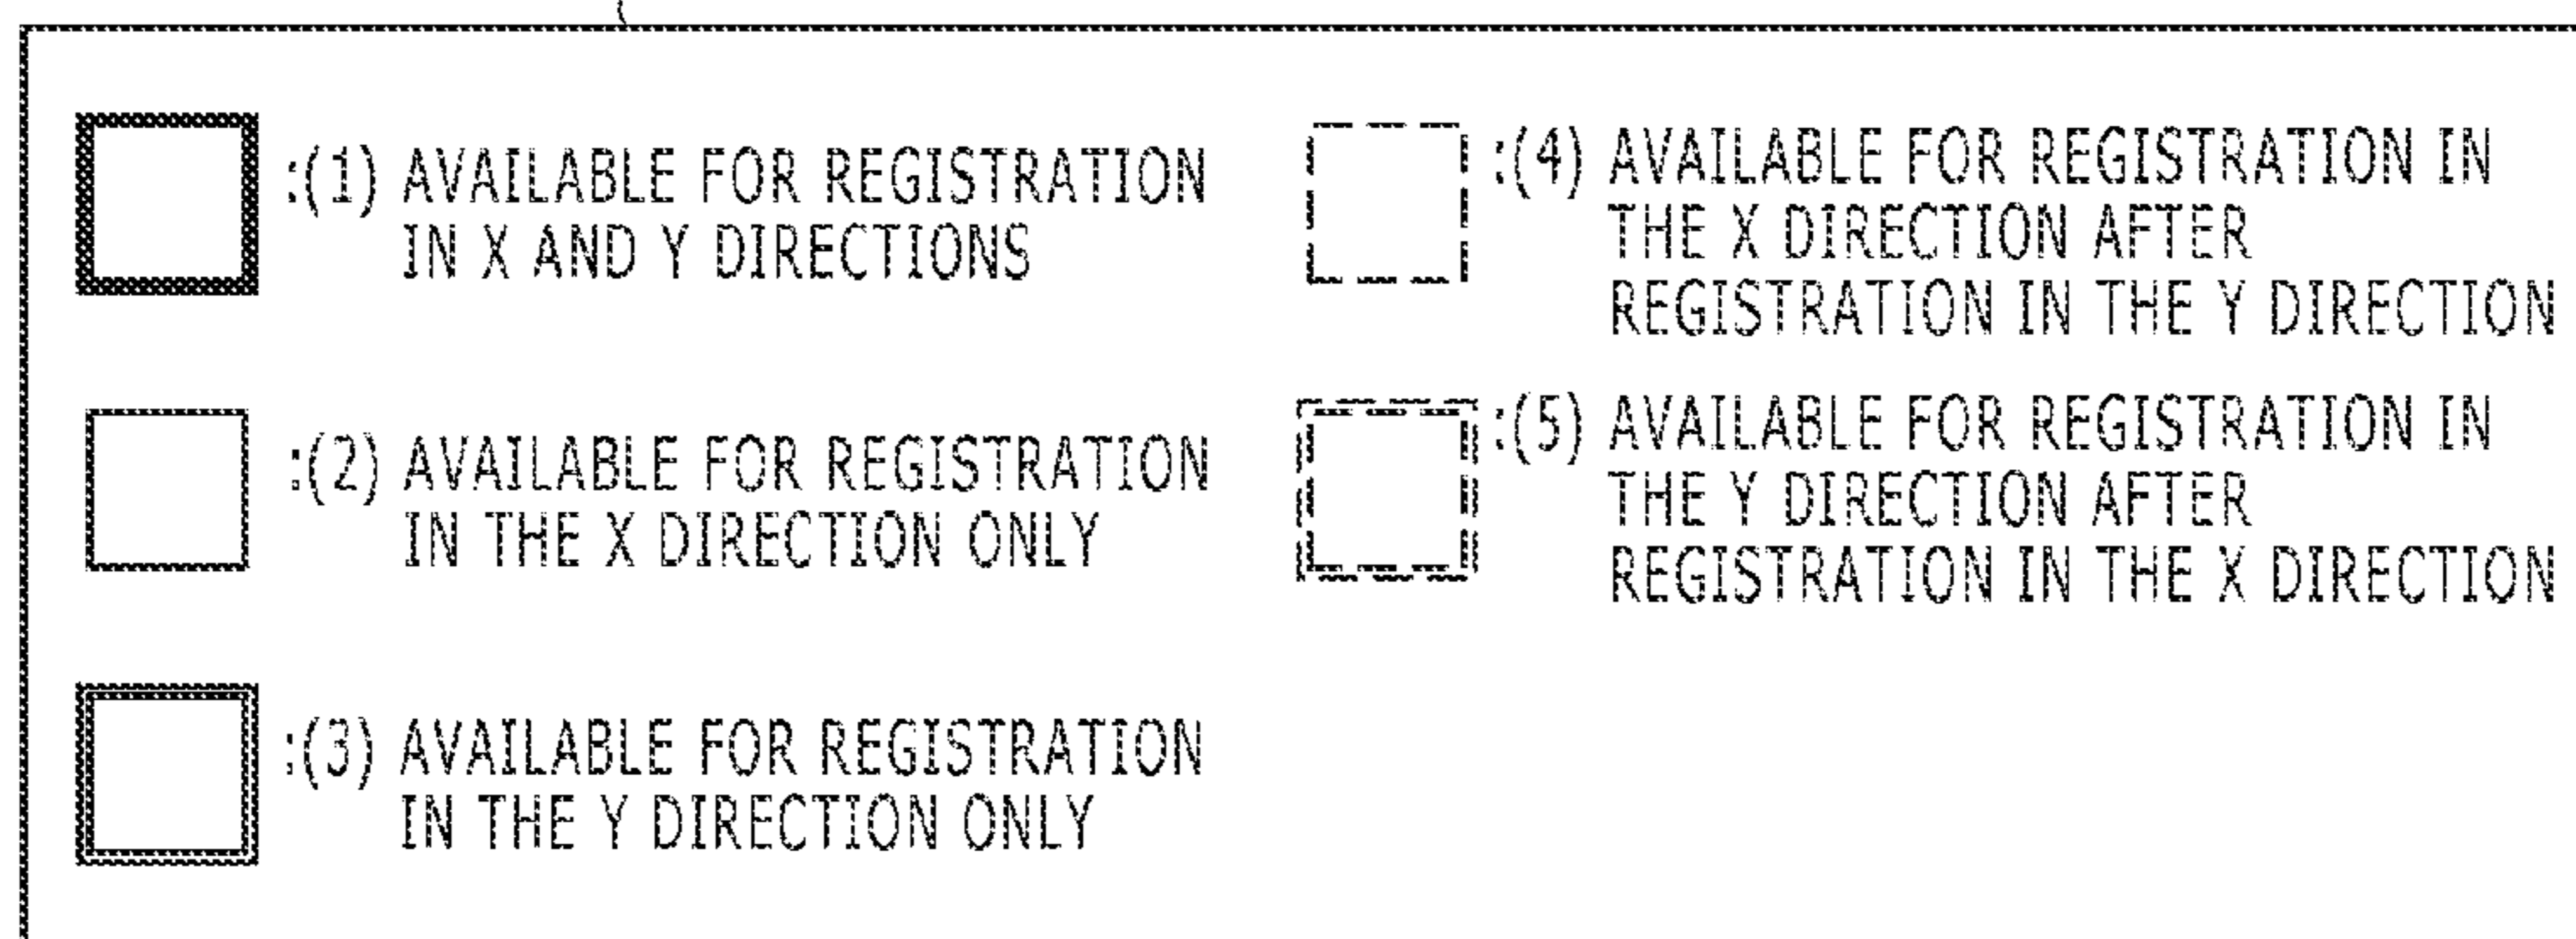 :(1) AVAILABLE FOR REGISTRATION
IN X AND Y DIRECTIONS
:(2) AVAILABLE FOR REGISTRATION
IN THE X DIRECTION ONLY
:(3) AVAILABLE FOR REGISTRATION
IN THE Y DIRECTION ONLY
:(4) AVAILABLE FOR REGISTRATION IN
THE X DIRECTION AFTER
REGISTRATION IN THE Y DIRECTION
:(5) AVAILABLE FOR REGISTRATION IN
THE Y DIRECTION AFTER
REGISTRATION IN THE X DIRECTION